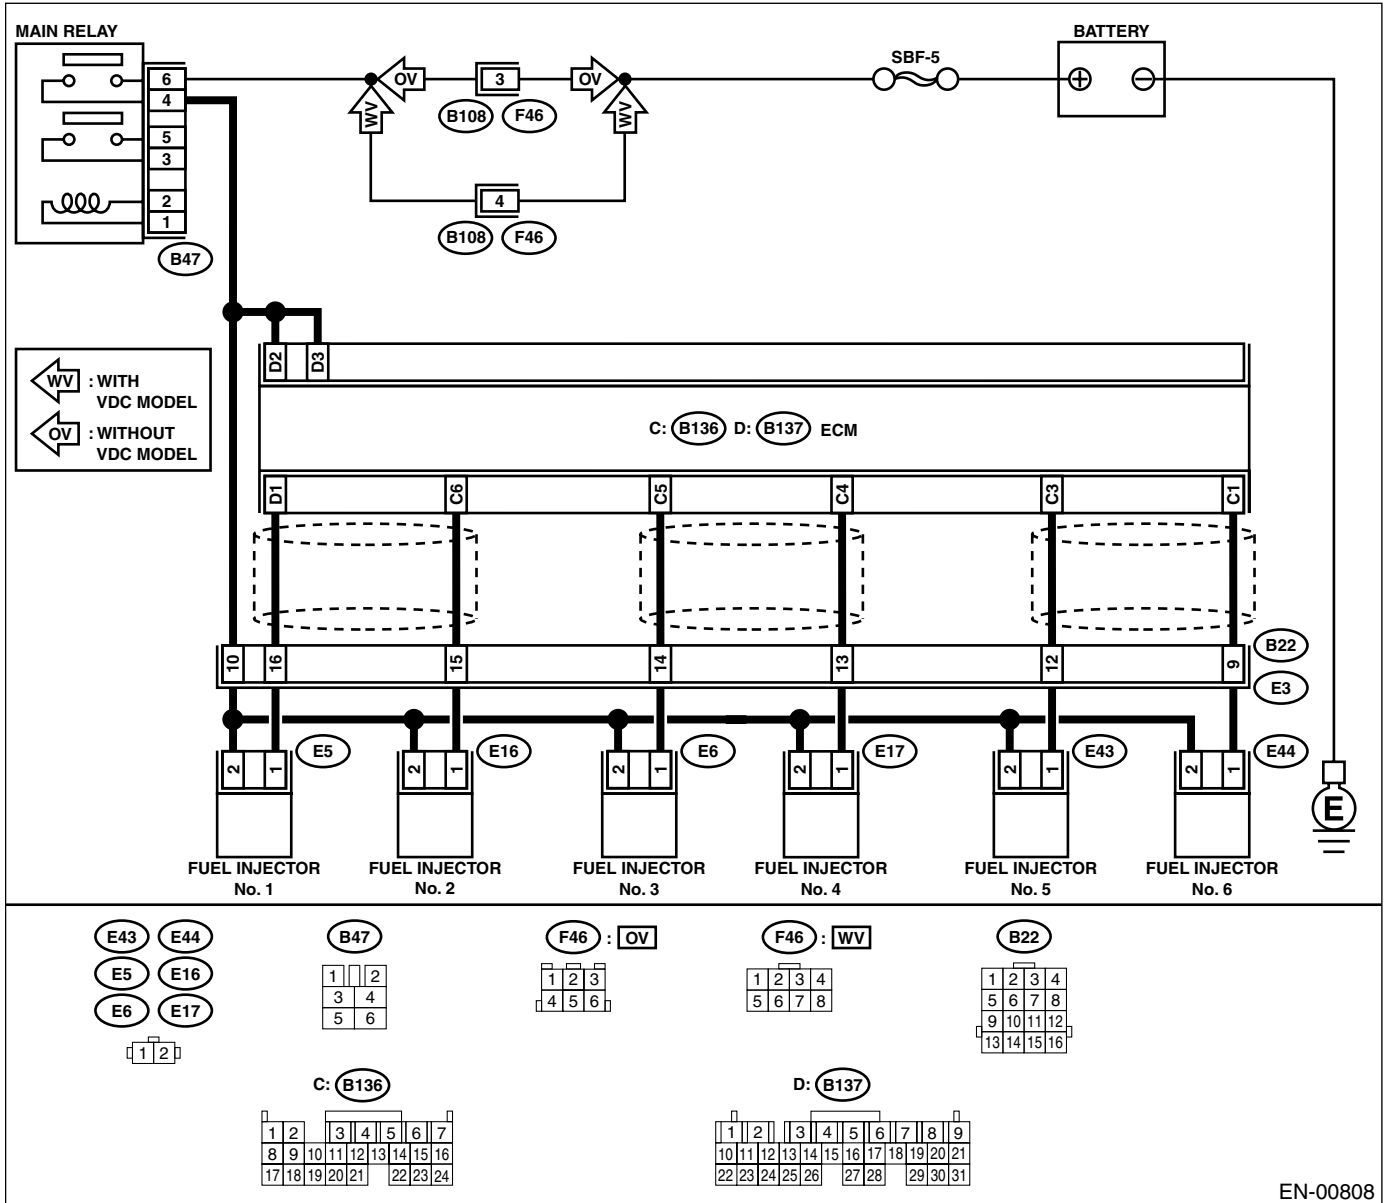 MAIN RELAY
BATTERY
SBF-5
6
4
5
3
2
1
B47
OV
3
OV
B108 F46
WV
WV
4
B108 F46
+
−
WV : WITH
VDC MODEL
OV : WITHOUT
VDC MODEL
D2 D3
C: B136 D: B137 ECM
D1 C6 C5 C4 C3 C1
10 16 15 14 13 12 9
B22
E3
2 1 E5
2 1 E16
2 1 E6
2 1 E17
2 1 E43
2 1 E44
E
FUEL INJECTOR
No. 1
FUEL INJECTOR
No. 2
FUEL INJECTOR
No. 3
FUEL INJECTOR
No. 4
FUEL INJECTOR
No. 5
FUEL INJECTOR
No. 6
E43 E44
E5 E16
E6 E17
1 2
B47
1 2
3 4
5 6
F46 : OV
1 2 3
4 5 6
F46 : WV
1 2 3 4
5 6 7 8
B22
1 2 3 4
5 6 7 8
9 10 11 12
13 14 15 16
C: B136
1 2 3 4 5 6 7
8 9 10 11 12 13 14 15 16
17 18 19 20 21 22 23 24
D: B137
1 2 3 4 5 6 7 8 9
10 11 12 13 14 15 16 17 18 19 20 21
22 23 24 25 26 27 28 29 30 31
EN-00808